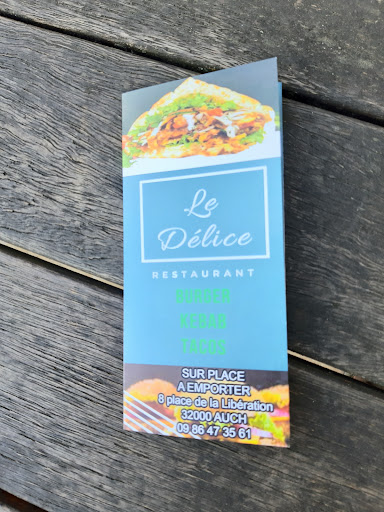 Le
Délice
RESTAURANT
BURGER
KEBAB
TACOS
SUR PLACE
A EMPORTER
8 place de la Libération
32000 AUCH
09 86 47 35 61